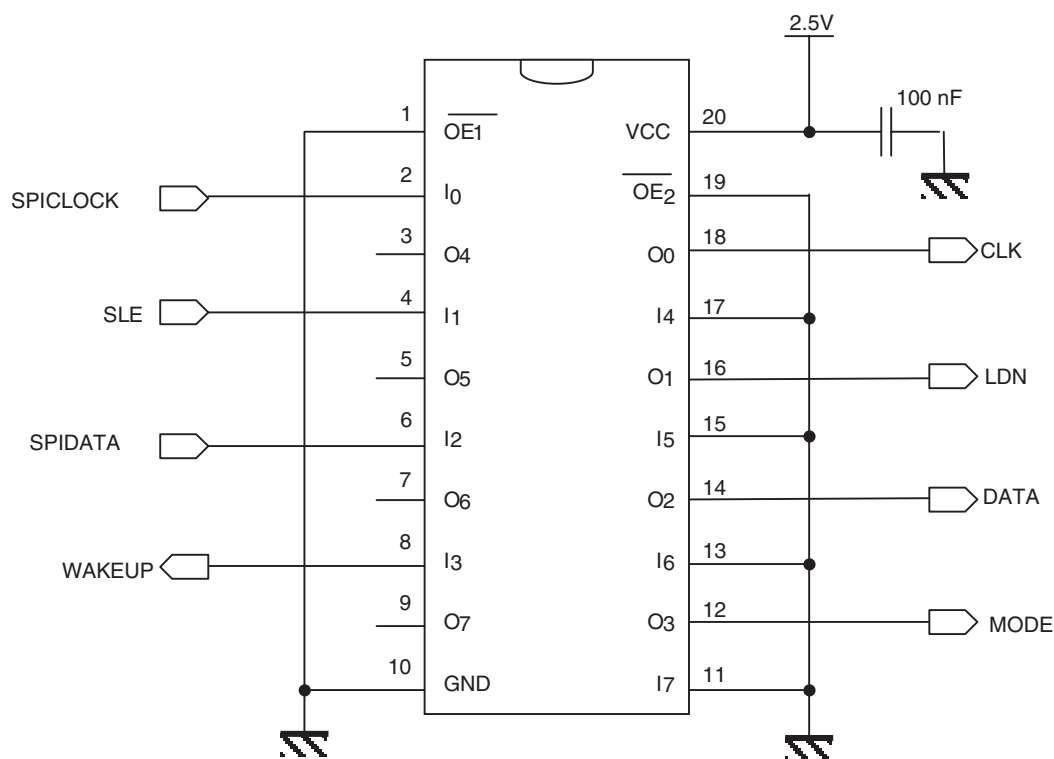 2.5V
100 nF
1 OE1 VCC 20
SPICLOCK 2 I0 OE2 19
3 O4 O0 18 CLK
SLE 4 I1 I4 17
5 O5 O1 16 LDN
SPIDATA 6 I2 I5 15
7 O6 O2 14 DATA
WAKEUP 8 I3 I6 13
9 O7 O3 12 MODE
10 GND I7 11